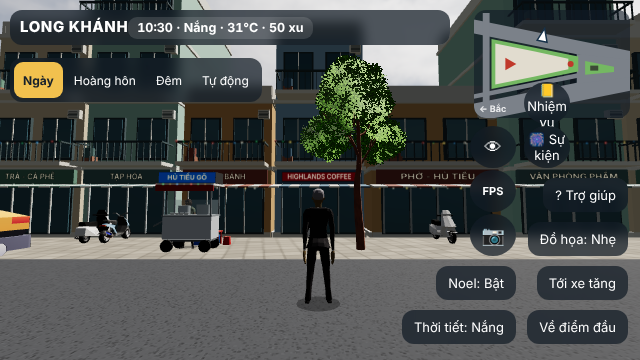 LONG KHÁNH
10:30 · Nắng · 31°C · 50 xu
Ngày
Hoàng hôn
Đêm
Tự động
← Bắc
Nhiệm
vụ
Sự
kiện
FPS
? Trợ giúp
Đồ họa: Nhẹ
Noel: Bật
Tới xe tăng
Thời tiết: Nắng
Về điểm đầu
TRÀ · CÀ PHÊ
TẠP HÓA
HỦ TIẾU GÕ
BÁNH
HIGHLANDS COFFEE
PHỞ · HỦ TIẾU
VĂN PHÒNG PHẨM